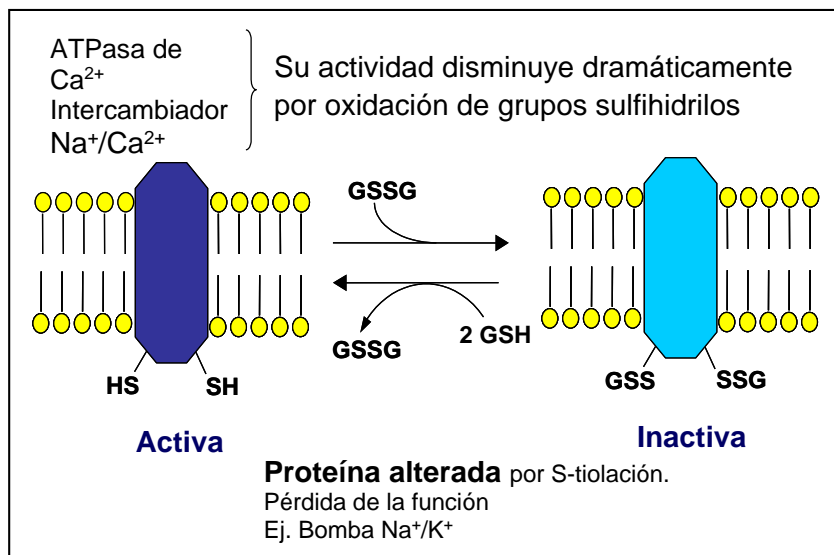 ATPasa de
Ca²⁺
Intercambiador
Na⁺/Ca²⁺
Su actividad disminuye dramáticamente
por oxidación de grupos sulfihidrilos
GSSG
GSSG
2 GSH
HS
SH
GSS
SSG
Activa
Inactiva
Proteína alterada por S-tiolación.
Pérdida de la función
Ej. Bomba Na⁺/K⁺